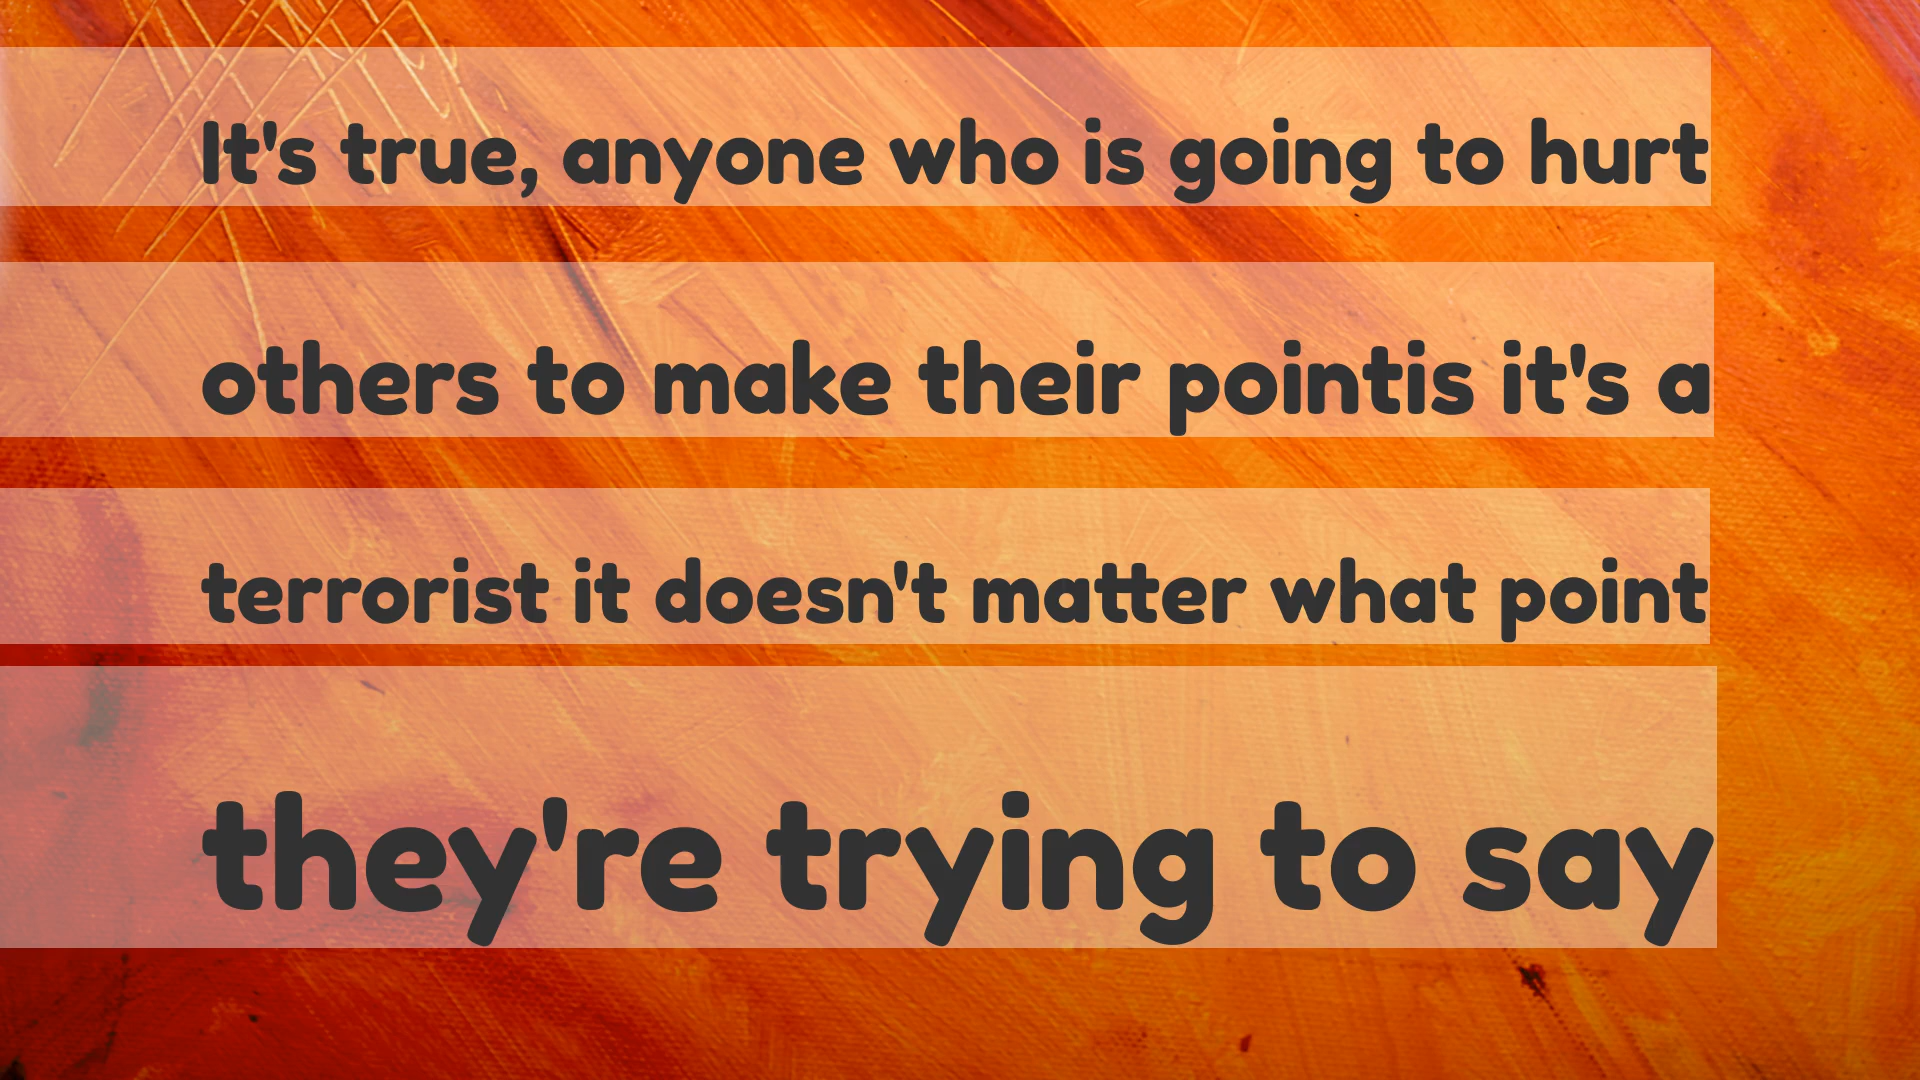 It's true, anyone who is going to hurt
others to make their pointis it's a
terrorist it doesn't matter what point
they're trying to say